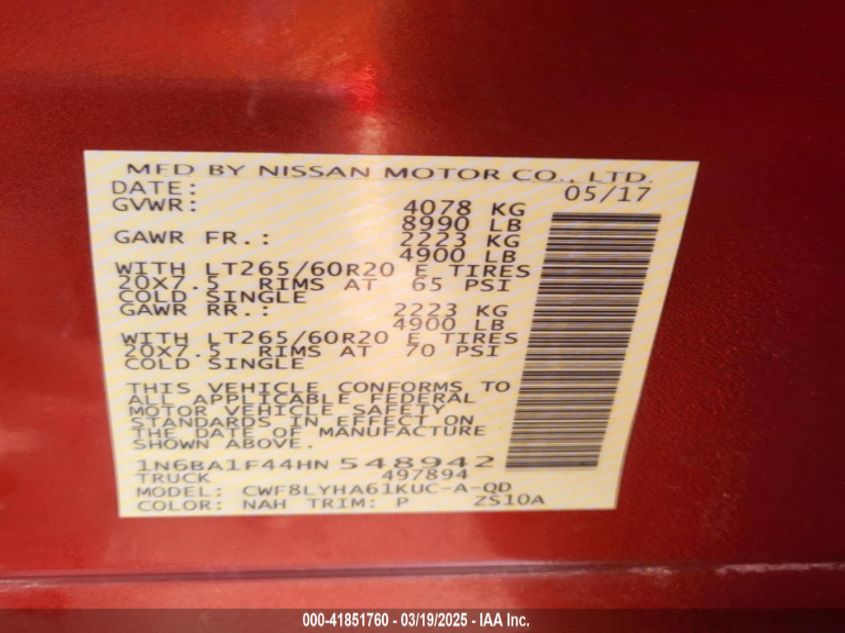 MFD BY NISSAN MOTOR CO., LTD.
DATE: 05/17
GVWR: 4078 KG
8990 LB
GAWR FR.: 2223 KG
4900 LB
WITH LT265/60R20 E TIRES
20X7.5 RIMS AT 65 PSI
COLD SINGLE
GAWR RR.: 2223 KG
4900 LB
WITH LT265/60R20 E TIRES
20X7.5 RIMS AT 70 PSI
COLD SINGLE
THIS VEHICLE CONFORMS TO
ALL APPLICABLE FEDERAL
MOTOR VEHICLE SAFETY
STANDARDS IN EFFECT ON
THE DATE OF MANUFACTURE
SHOWN ABOVE.
1N6BA1F44HN548942
TRUCK 497894
MODEL: CWF8LYHA61KUC-A-QD
COLOR: NAH TRIM: P ZS10A
000-41851760 - 03/19/2025 - IAA Inc.